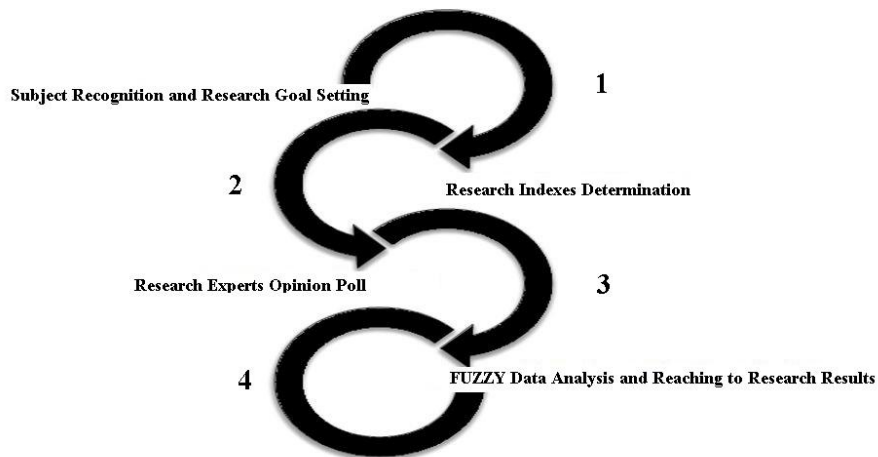 1
Subject Recognition and Research Goal Setting
2
Research Indexes Determination
3
Research Experts Opinion Poll
4
FUZZY Data Analysis and Reaching to Research Results